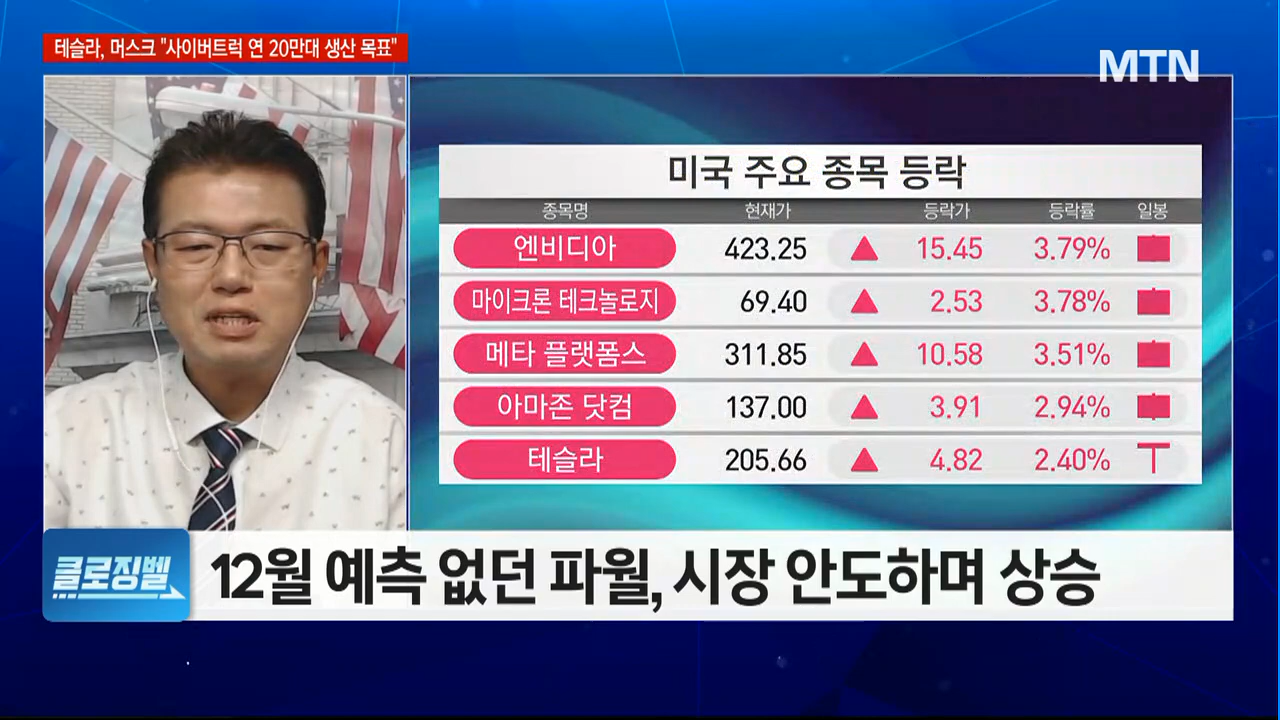 테슬라, 머스크 "사이버트럭 연 20만대 생산 목표"
MTN
미국 주요 종목 등락
종목명 현재가 등락가 등락률 일봉
엔비디아 423.25 ▲ 15.45 3.79%
마이크론 테크놀로지 69.40 ▲ 2.53 3.78%
메타 플랫폼스 311.85 ▲ 10.58 3.51%
아마존 닷컴 137.00 ▲ 3.91 2.94%
테슬라 205.66 ▲ 4.82 2.40%
클로징벨
12월 예측 없던 파월, 시장 안도하며 상승